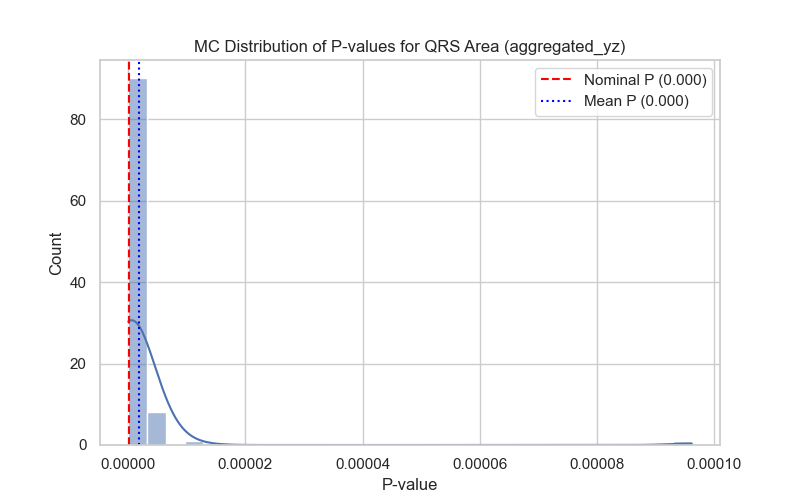 MC Distribution of P-values for QRS Area (aggregated_yz)
Nominal P (0.000)
Mean P (0.000)
Count
80
60
40
20
0
0.00000 0.00002 0.00004 0.00006 0.00008 0.00010
P-value